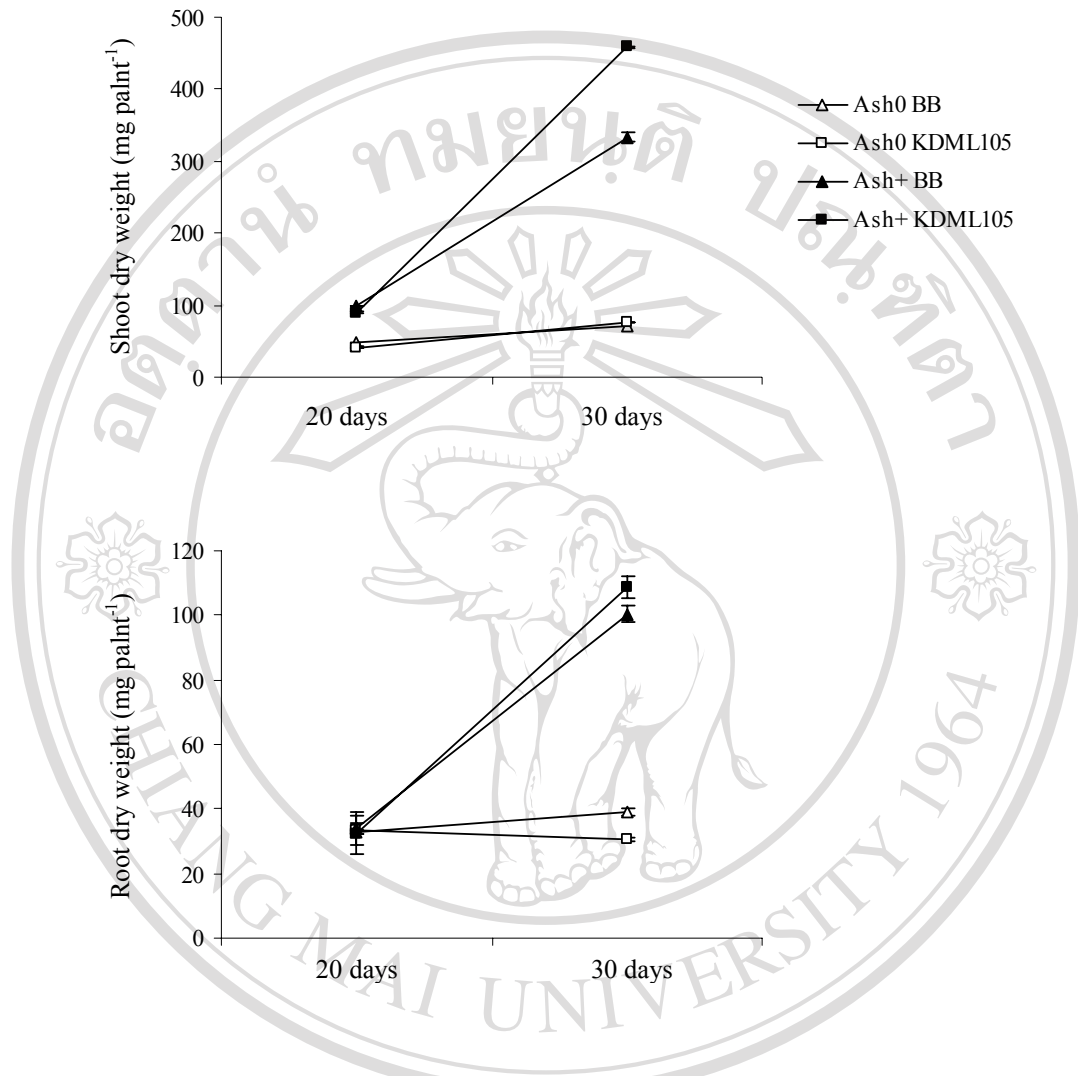 500
400
300
200
100
0
Shoot dry weight (mg palnt-1)
20 days
30 days
Ash0 BB
Ash0 KDML105
Ash+ BB
Ash+ KDML105
120
100
80
60
40
20
0
Root dry weight (mg palnt-1)
20 days
30 days
CHIANG MAI UNIVERSITY 1964